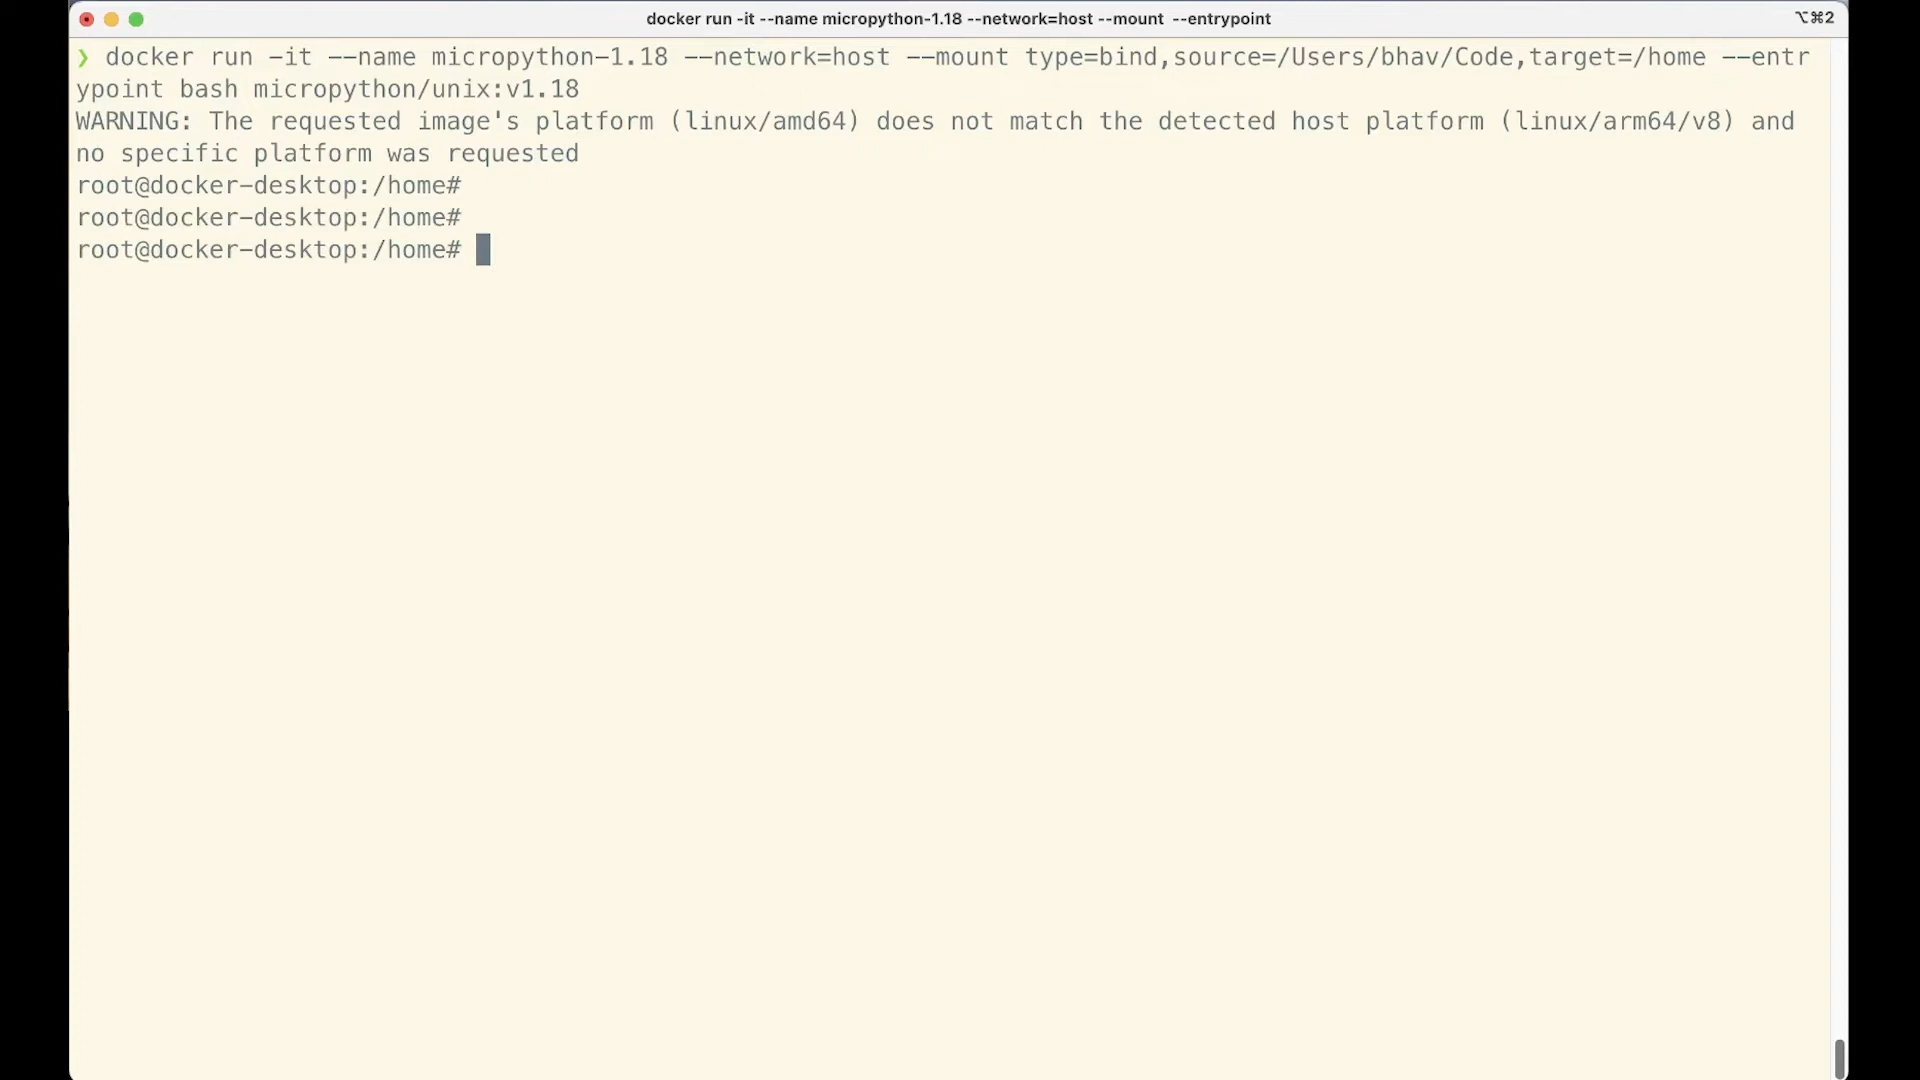 docker run -it --name micropython-1.18 --network=host --mount  --entrypoint
⌥⌘2
❯ docker run -it --name micropython-1.18 --network=host --mount type=bind,source=/Users/bhav/Code,target=/home --entr
ypoint bash micropython/unix:v1.18
WARNING: The requested image's platform (linux/amd64) does not match the detected host platform (linux/arm64/v8) and
no specific platform was requested
root@docker-desktop:/home#
root@docker-desktop:/home#
root@docker-desktop:/home#